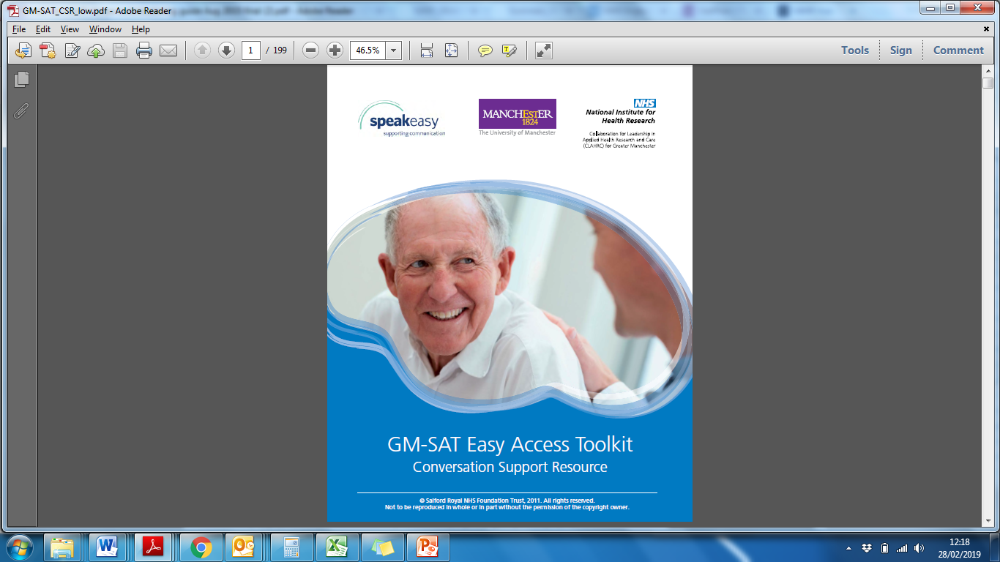 GM-SAT_CSR_low.pdf - Adobe Reader
File Edit View Window Help
1 / 199 46.5% Tools Sign Comment
speakeasy
supporting communication
MANCHESTER
1824
The University of Manchester
NHS
National Institute for
Health Research
Collaboration for Leadership in
Applied Health Research and Care
(CLAHRC) for Greater Manchester
GM-SAT Easy Access Toolkit
Conversation Support Resource
© Salford Royal NHS Foundation Trust, 2011. All rights reserved.
Not to be reproduced in whole or in part without the permission of the copyright owner.
12:18
28/02/2019